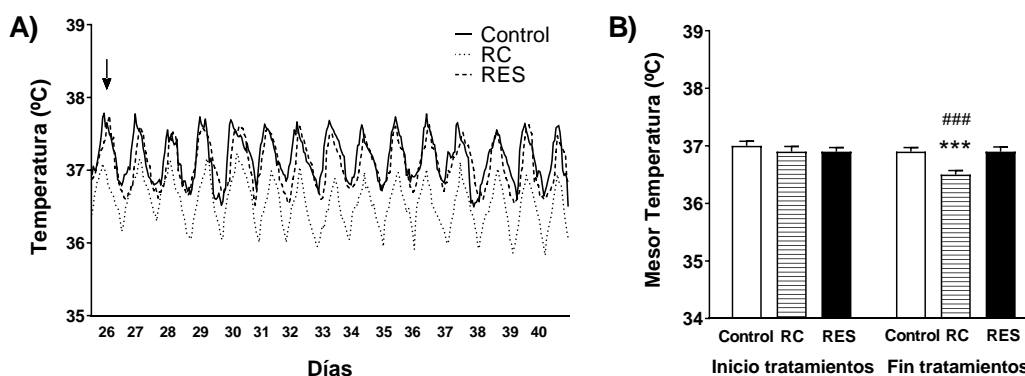 A)
Temperatura (ºC)
39
38
37
36
35
Control
RC
RES
26 27 28 29 30 31 32 33 34 35 36 37 38 39 40
Días
B)
Mesor Temperatura (ºC)
39
38
37
36
35
34
###
***
Control RC RES Control RC RES
Inicio tratamientos Fin tratamientos